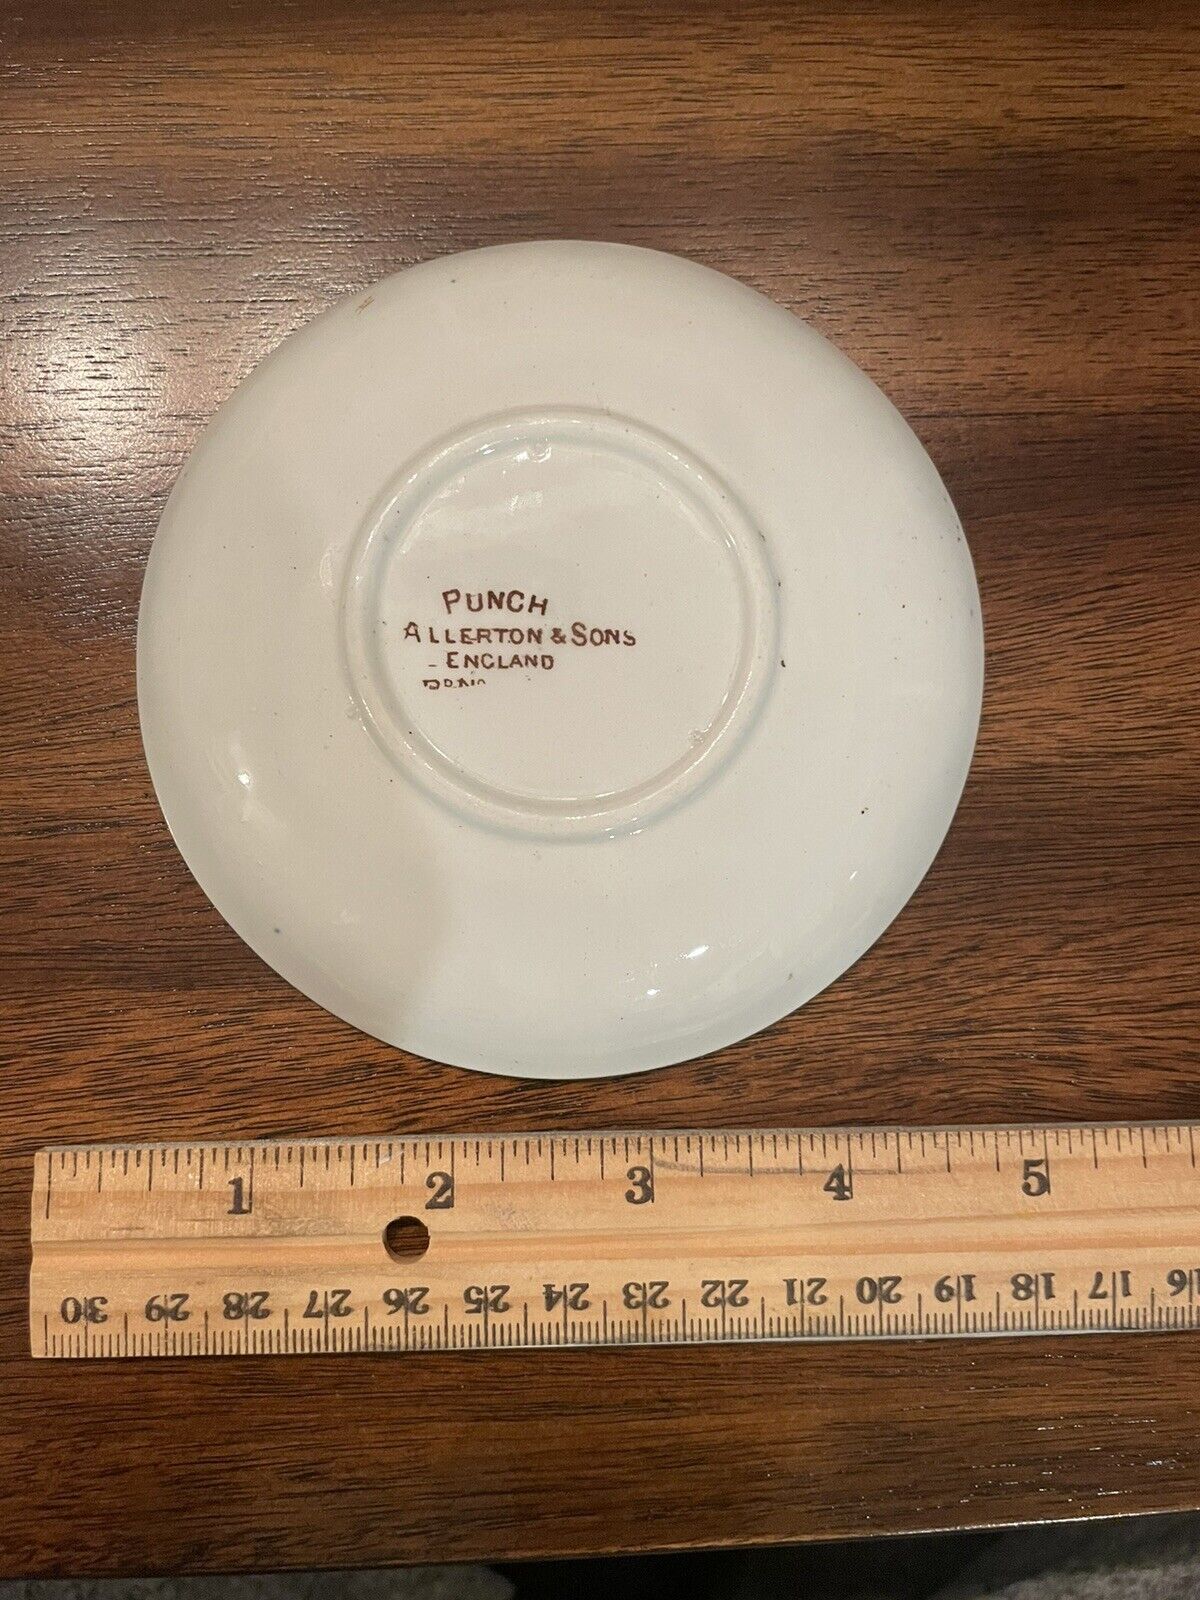 PUNCH
ALLERTON & SONS
ENGLAND
1 2 3 4 5
30 29 28 27 26 25 24 23 22 21 20 19 18 17 16